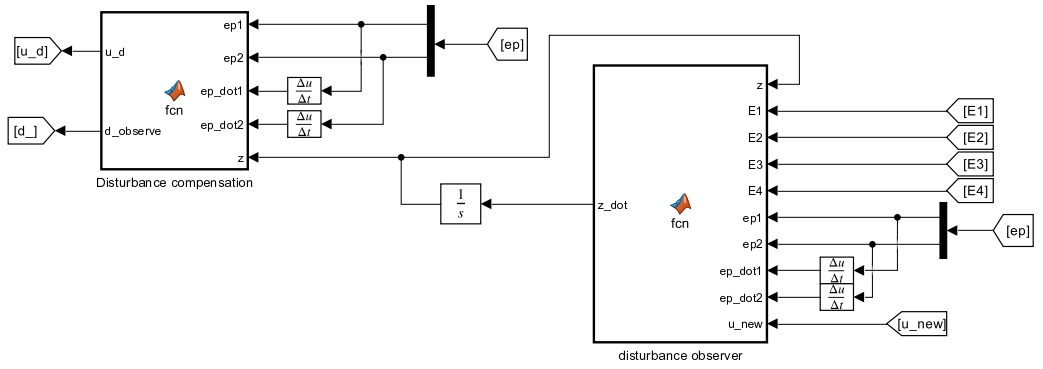 [u_d]
[d_]
u_d
d_observe
fcn
ep1
ep2
ep_dot1
ep_dot2
z
Δu
Δt
Δu
Δt
[ep]
Disturbance compensation
1
s
z_dot
fcn
z
E1
E2
E3
E4
ep1
ep2
ep_dot1
ep_dot2
u_new
[E1]
[E2]
[E3]
[E4]
[ep]
Δu
Δt
Δu
Δt
[u_new]
disturbance observer